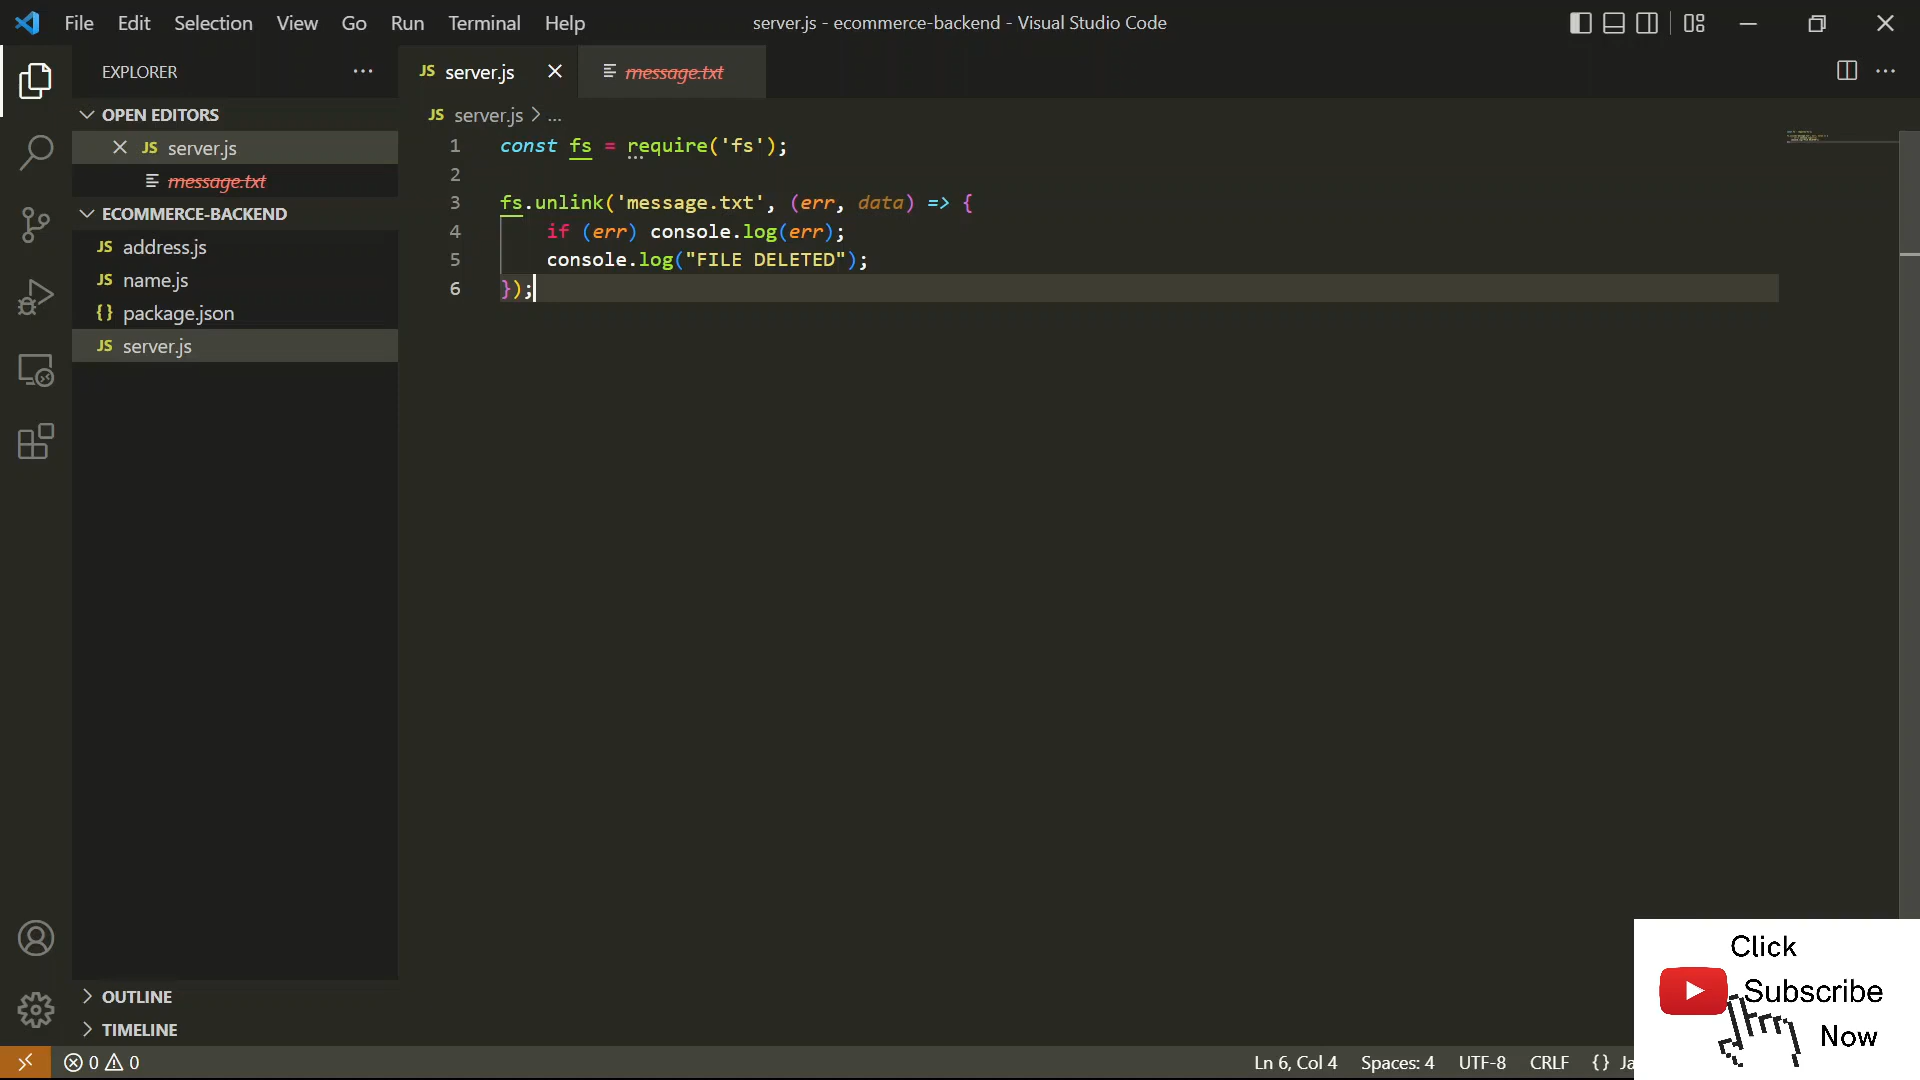 File Edit Selection View Go Run Terminal Help
server.js - ecommerce-backend - Visual Studio Code
EXPLORER
OPEN EDITORS
JS server.js
message.txt
ECOMMERCE-BACKEND
JS address.js
JS name.js
{} package.json
JS server.js
OUTLINE
TIMELINE
JS server.js
message.txt
JS server.js > ...
1 const fs = require('fs');
2
3 fs.unlink('message.txt', (err, data) => {
4 if (err) console.log(err);
5 console.log("FILE DELETED");
6 });
Click
Subscribe
Now
0 0
Ln 6, Col 4 Spaces: 4 UTF-8 CRLF {} Ja